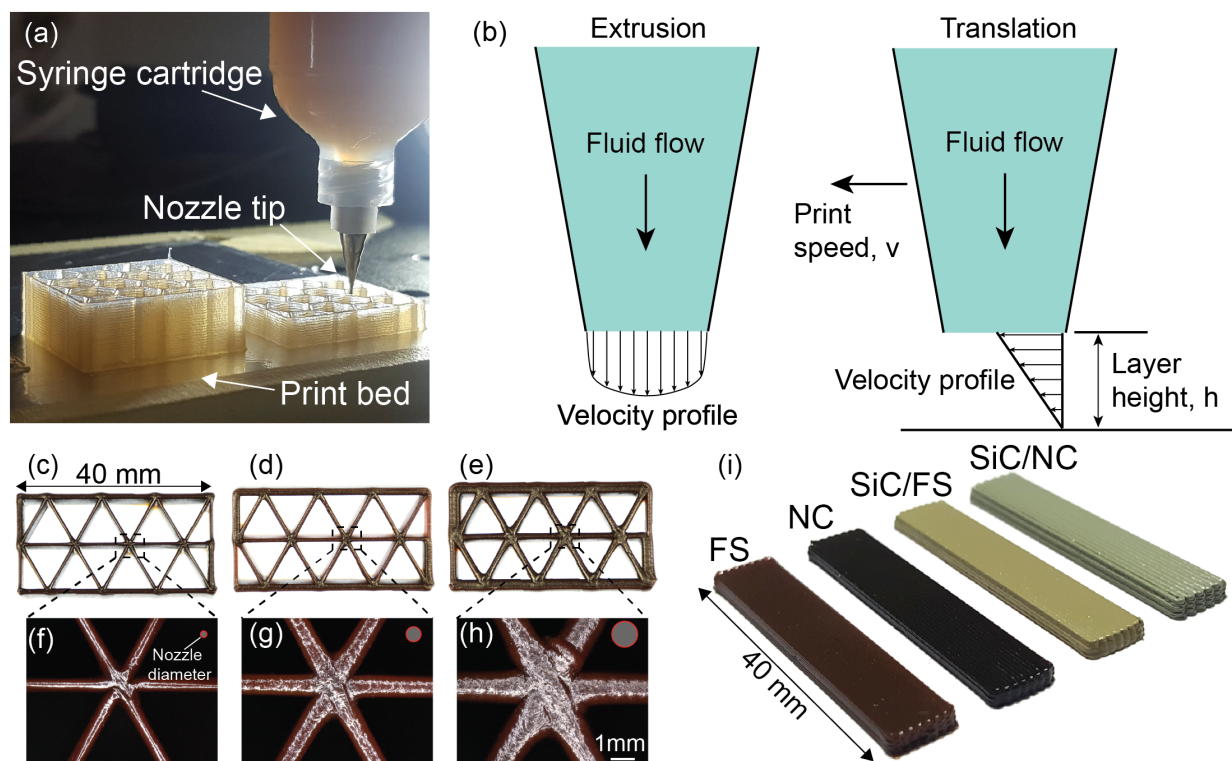 (a)
Syringe cartridge
Nozzle tip
Print bed
(b)
Extrusion
Fluid flow
Velocity profile
Translation
Fluid flow
Print
speed, v
Velocity profile
Layer
height, h
(c)
40 mm
(d)
(e)
(f)
Nozzle
diameter
(g)
(h)
1mm
(i)
FS
NC
SiC/FS
SiC/NC
40 mm